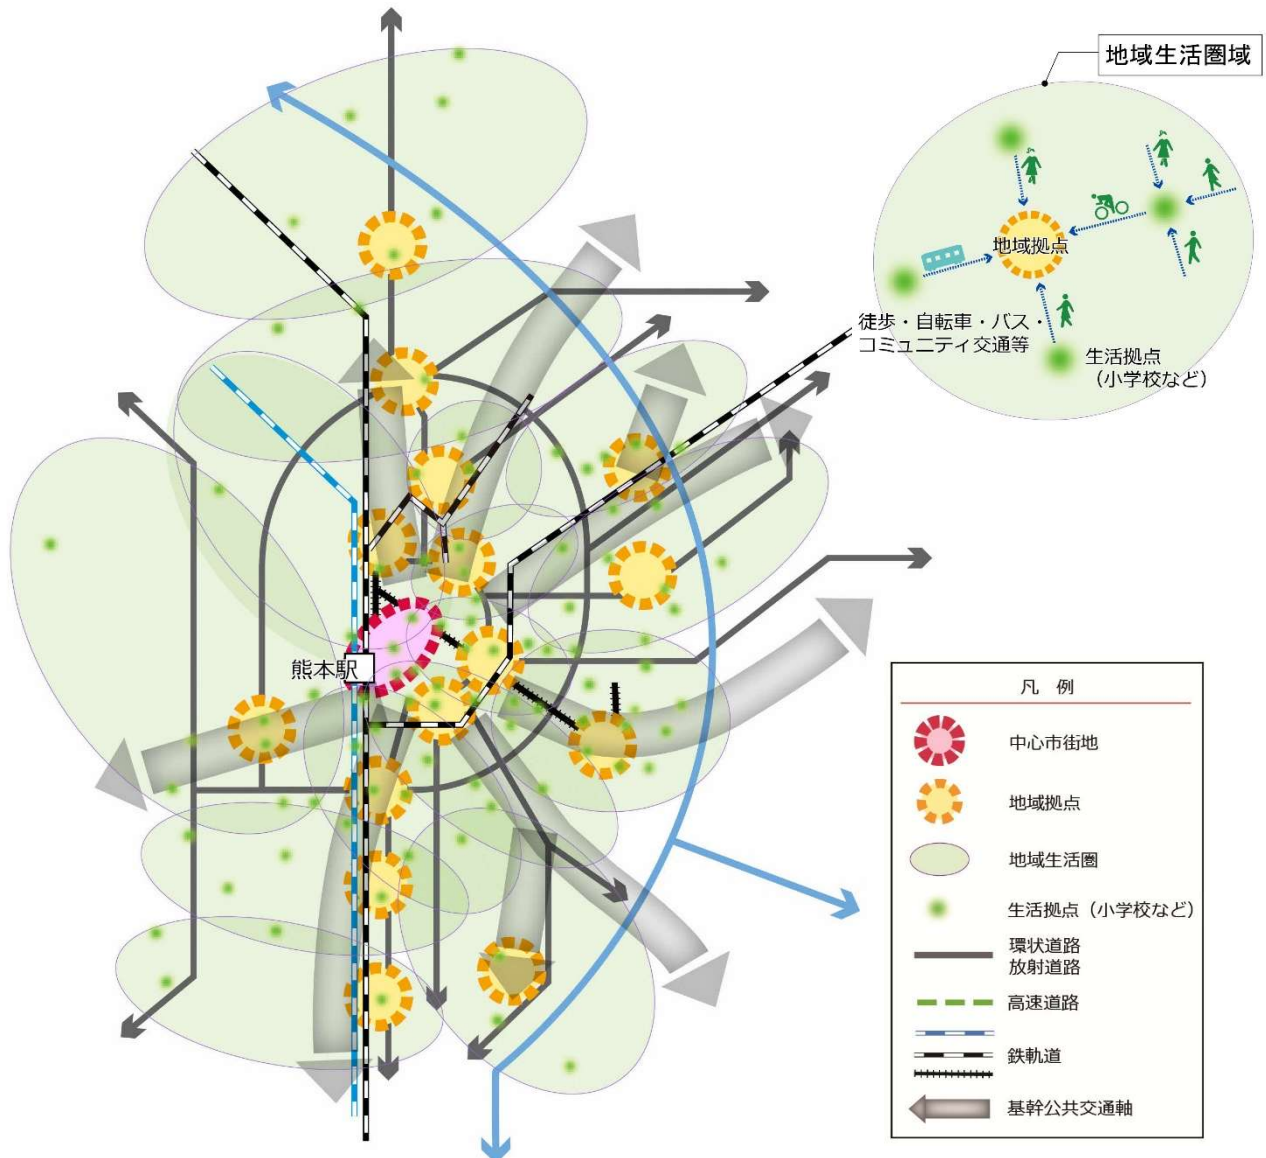 地域生活圏域
地域拠点
徒歩・自転車・バス・
コミュニティ交通等
生活拠点
(小学校など)
熊本駅
凡 例
中心市街地
地域拠点
地域生活圏
生活拠点(小学校など)
環状道路
放射道路
高速道路
鉄軌道
基幹公共交通軸